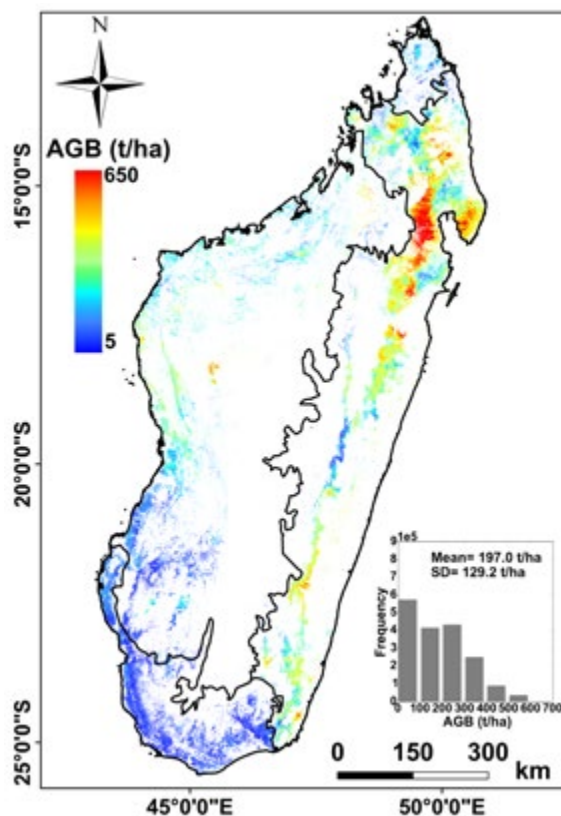 N
AGB (t/ha)
650
5
15°0'0"S
20°0'0"S
25°0'0"S
45°0'0"E
50°0'0"E
9e5
8
7
6
5
4
3
2
1
0
Frequency
Mean= 197.0 t/ha
SD= 129.2 t/ha
0 100 200 300 400 500 600 700
AGB (t/ha)
0 150 300 km